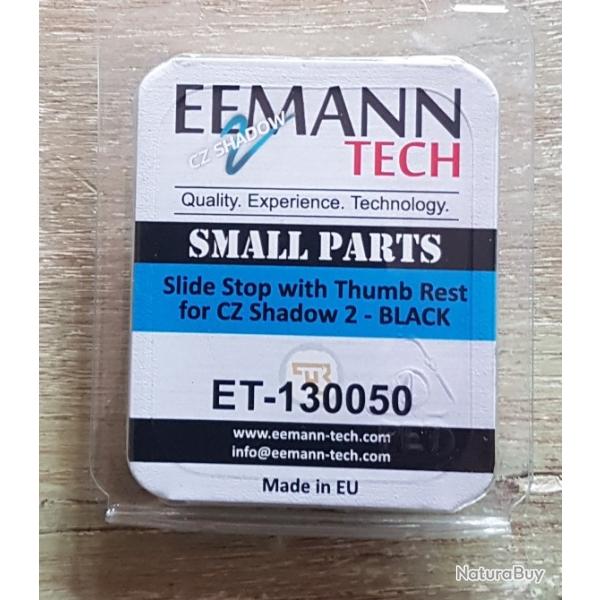 EEMANN
TECH
CZ SHADOW 2
Quality. Experience. Technology.
SMALL PARTS
Slide Stop with Thumb Rest
for CZ Shadow 2 - BLACK
ET-130050
www.eemann-tech.com
info@eemann-tech.com
Made in EU
NaturaBuy